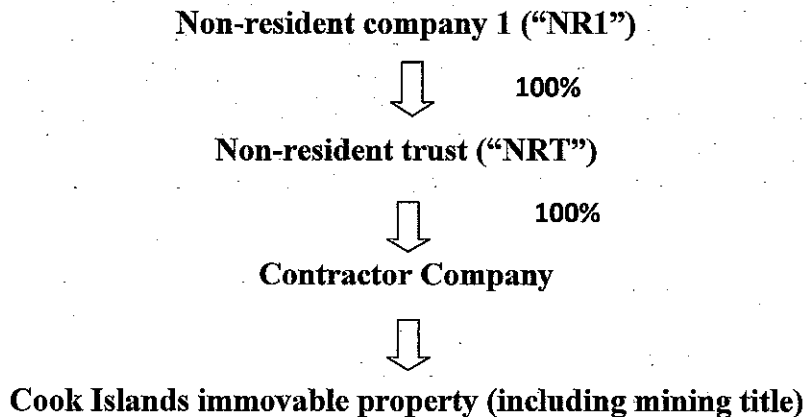 Non-resident company 1 ("NR1")
100%
Non-resident trust ("NRT")
100%
Contractor Company
Cook Islands immovable property (including mining title)